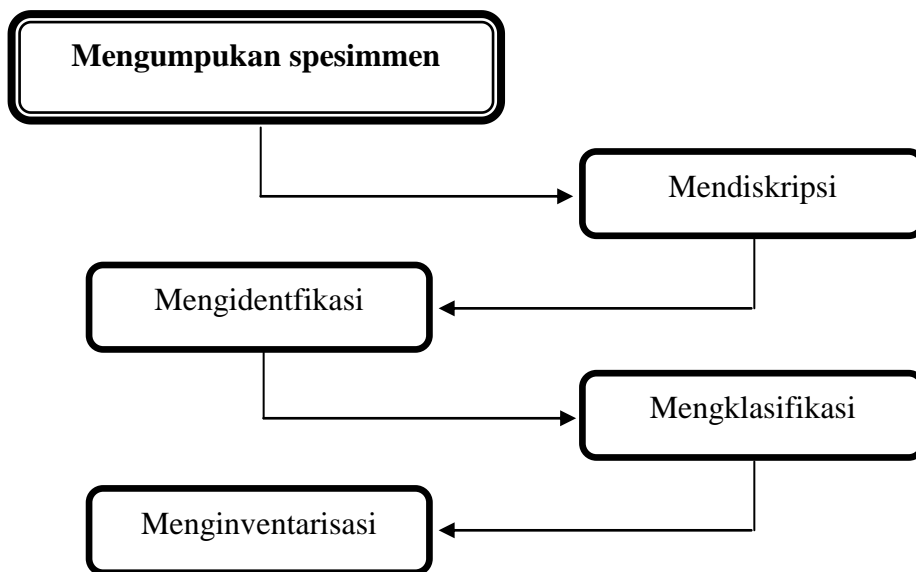 Mengumpukan spesimmen
Mendiskripsi
Mengidentfikasi
Mengklasifikasi
Menginventarisasi